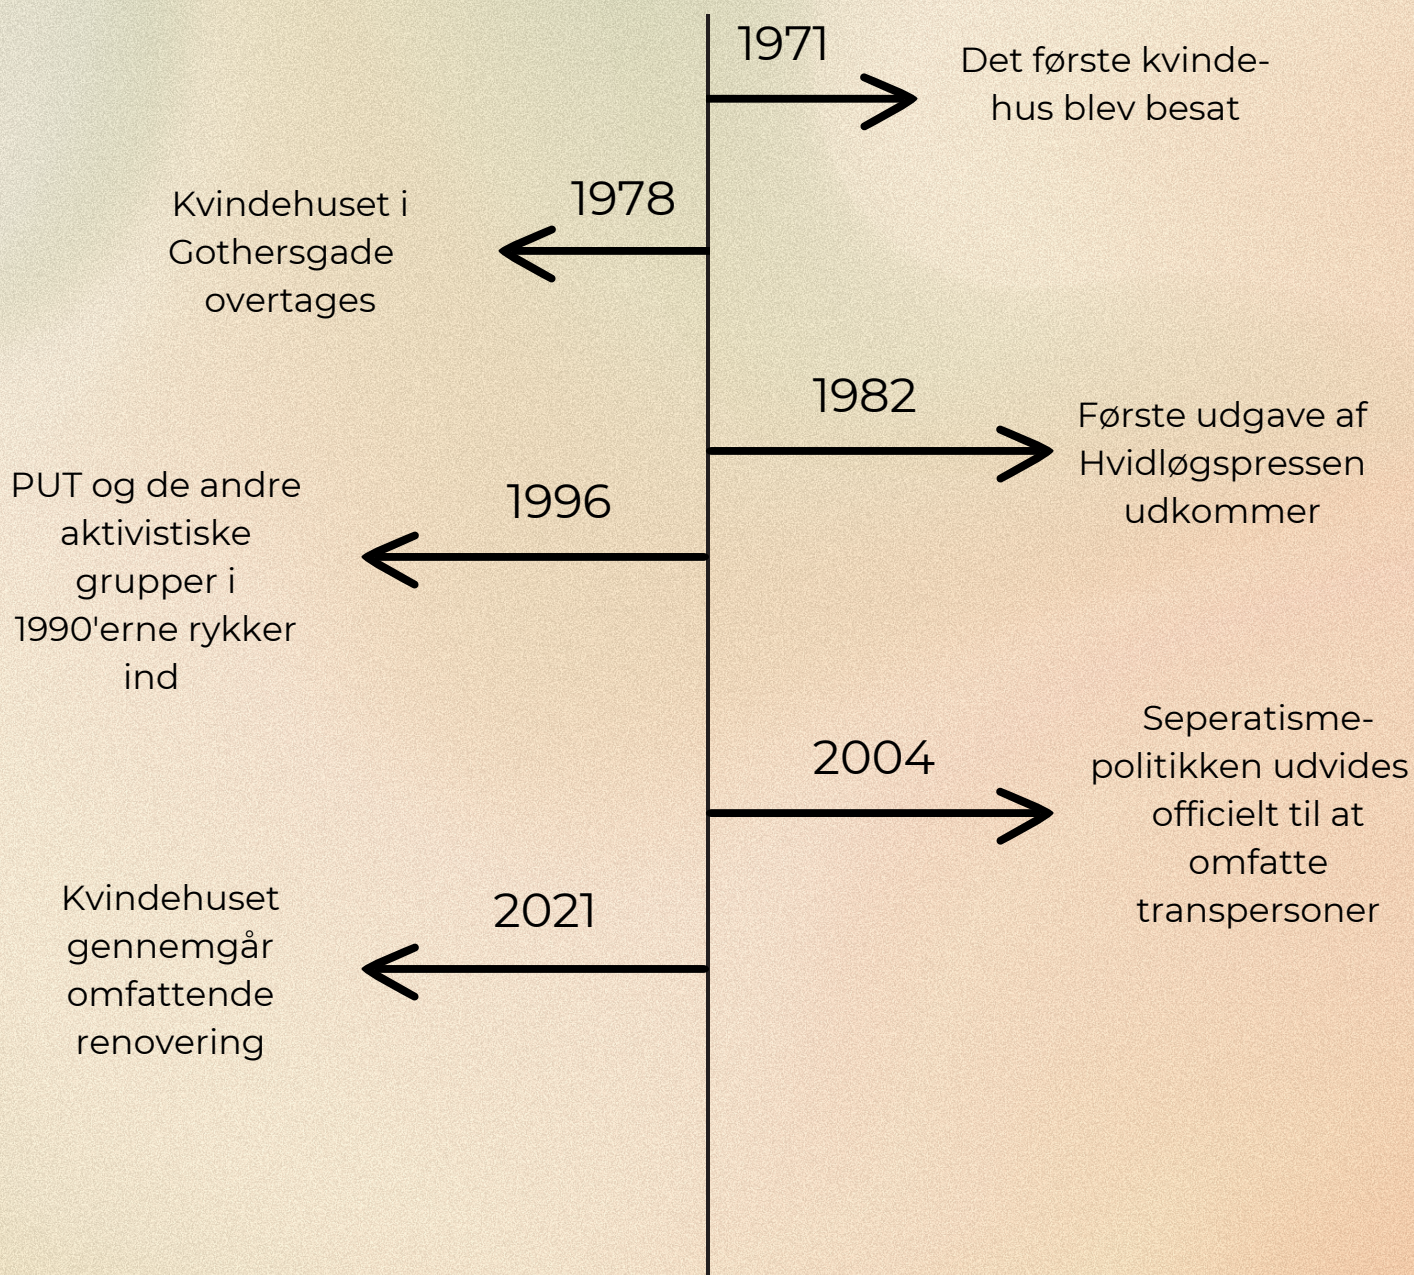 1971
Det første kvinde-
hus blev besat
1978
Kvindehuset i
Gothersgade
overtages
1982
Første udgave af
Hvidløgspressen
udkommer
1996
PUT og de andre
aktivistiske
grupper i
1990'erne rykker
ind
2004
Seperatisme-
politikken udvides
officielt til at
omfatte
transpersoner
2021
Kvindehuset
gennemgår
omfattende
renovering